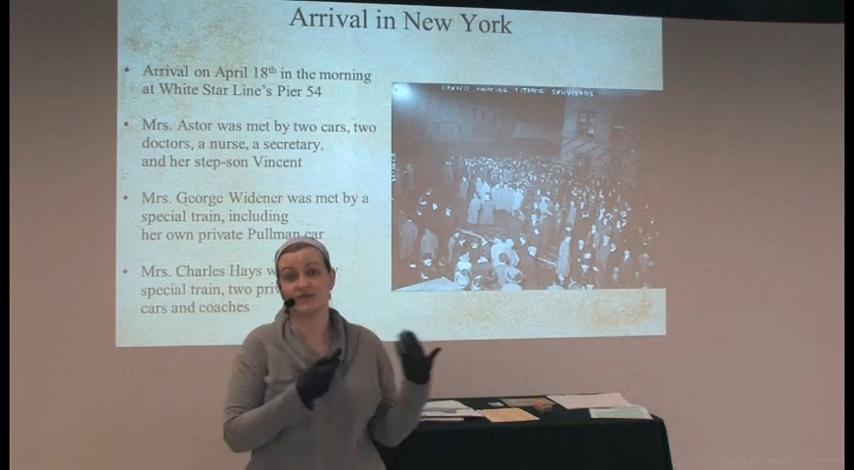 Arrival in New York
• Arrival on April 18th in the morning
at White Star Line's Pier 54
• Mrs. Astor was met by two cars, two
doctors, a nurse, a secretary,
and her step-son Vincent
• Mrs. George Widener was met by a
special train, including
her own private Pullman car
• Mrs. Charles Hays
special train, two
cars and coaches
CROWD AWAITING TITANIC SURVIVORS